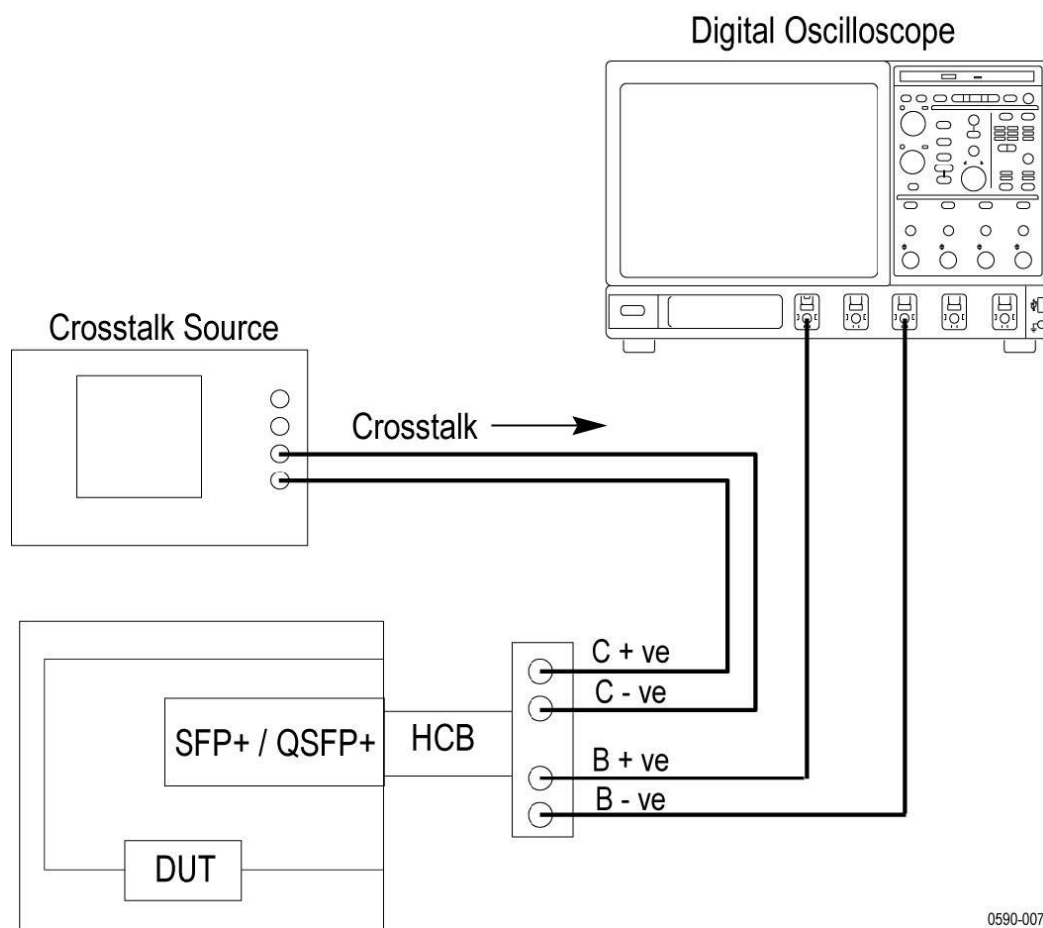 Digital Oscilloscope
Crosstalk Source
Crosstalk
C + ve
C - ve
SFP+ / QSFP+
HCB
B + ve
B - ve
DUT
0590-007